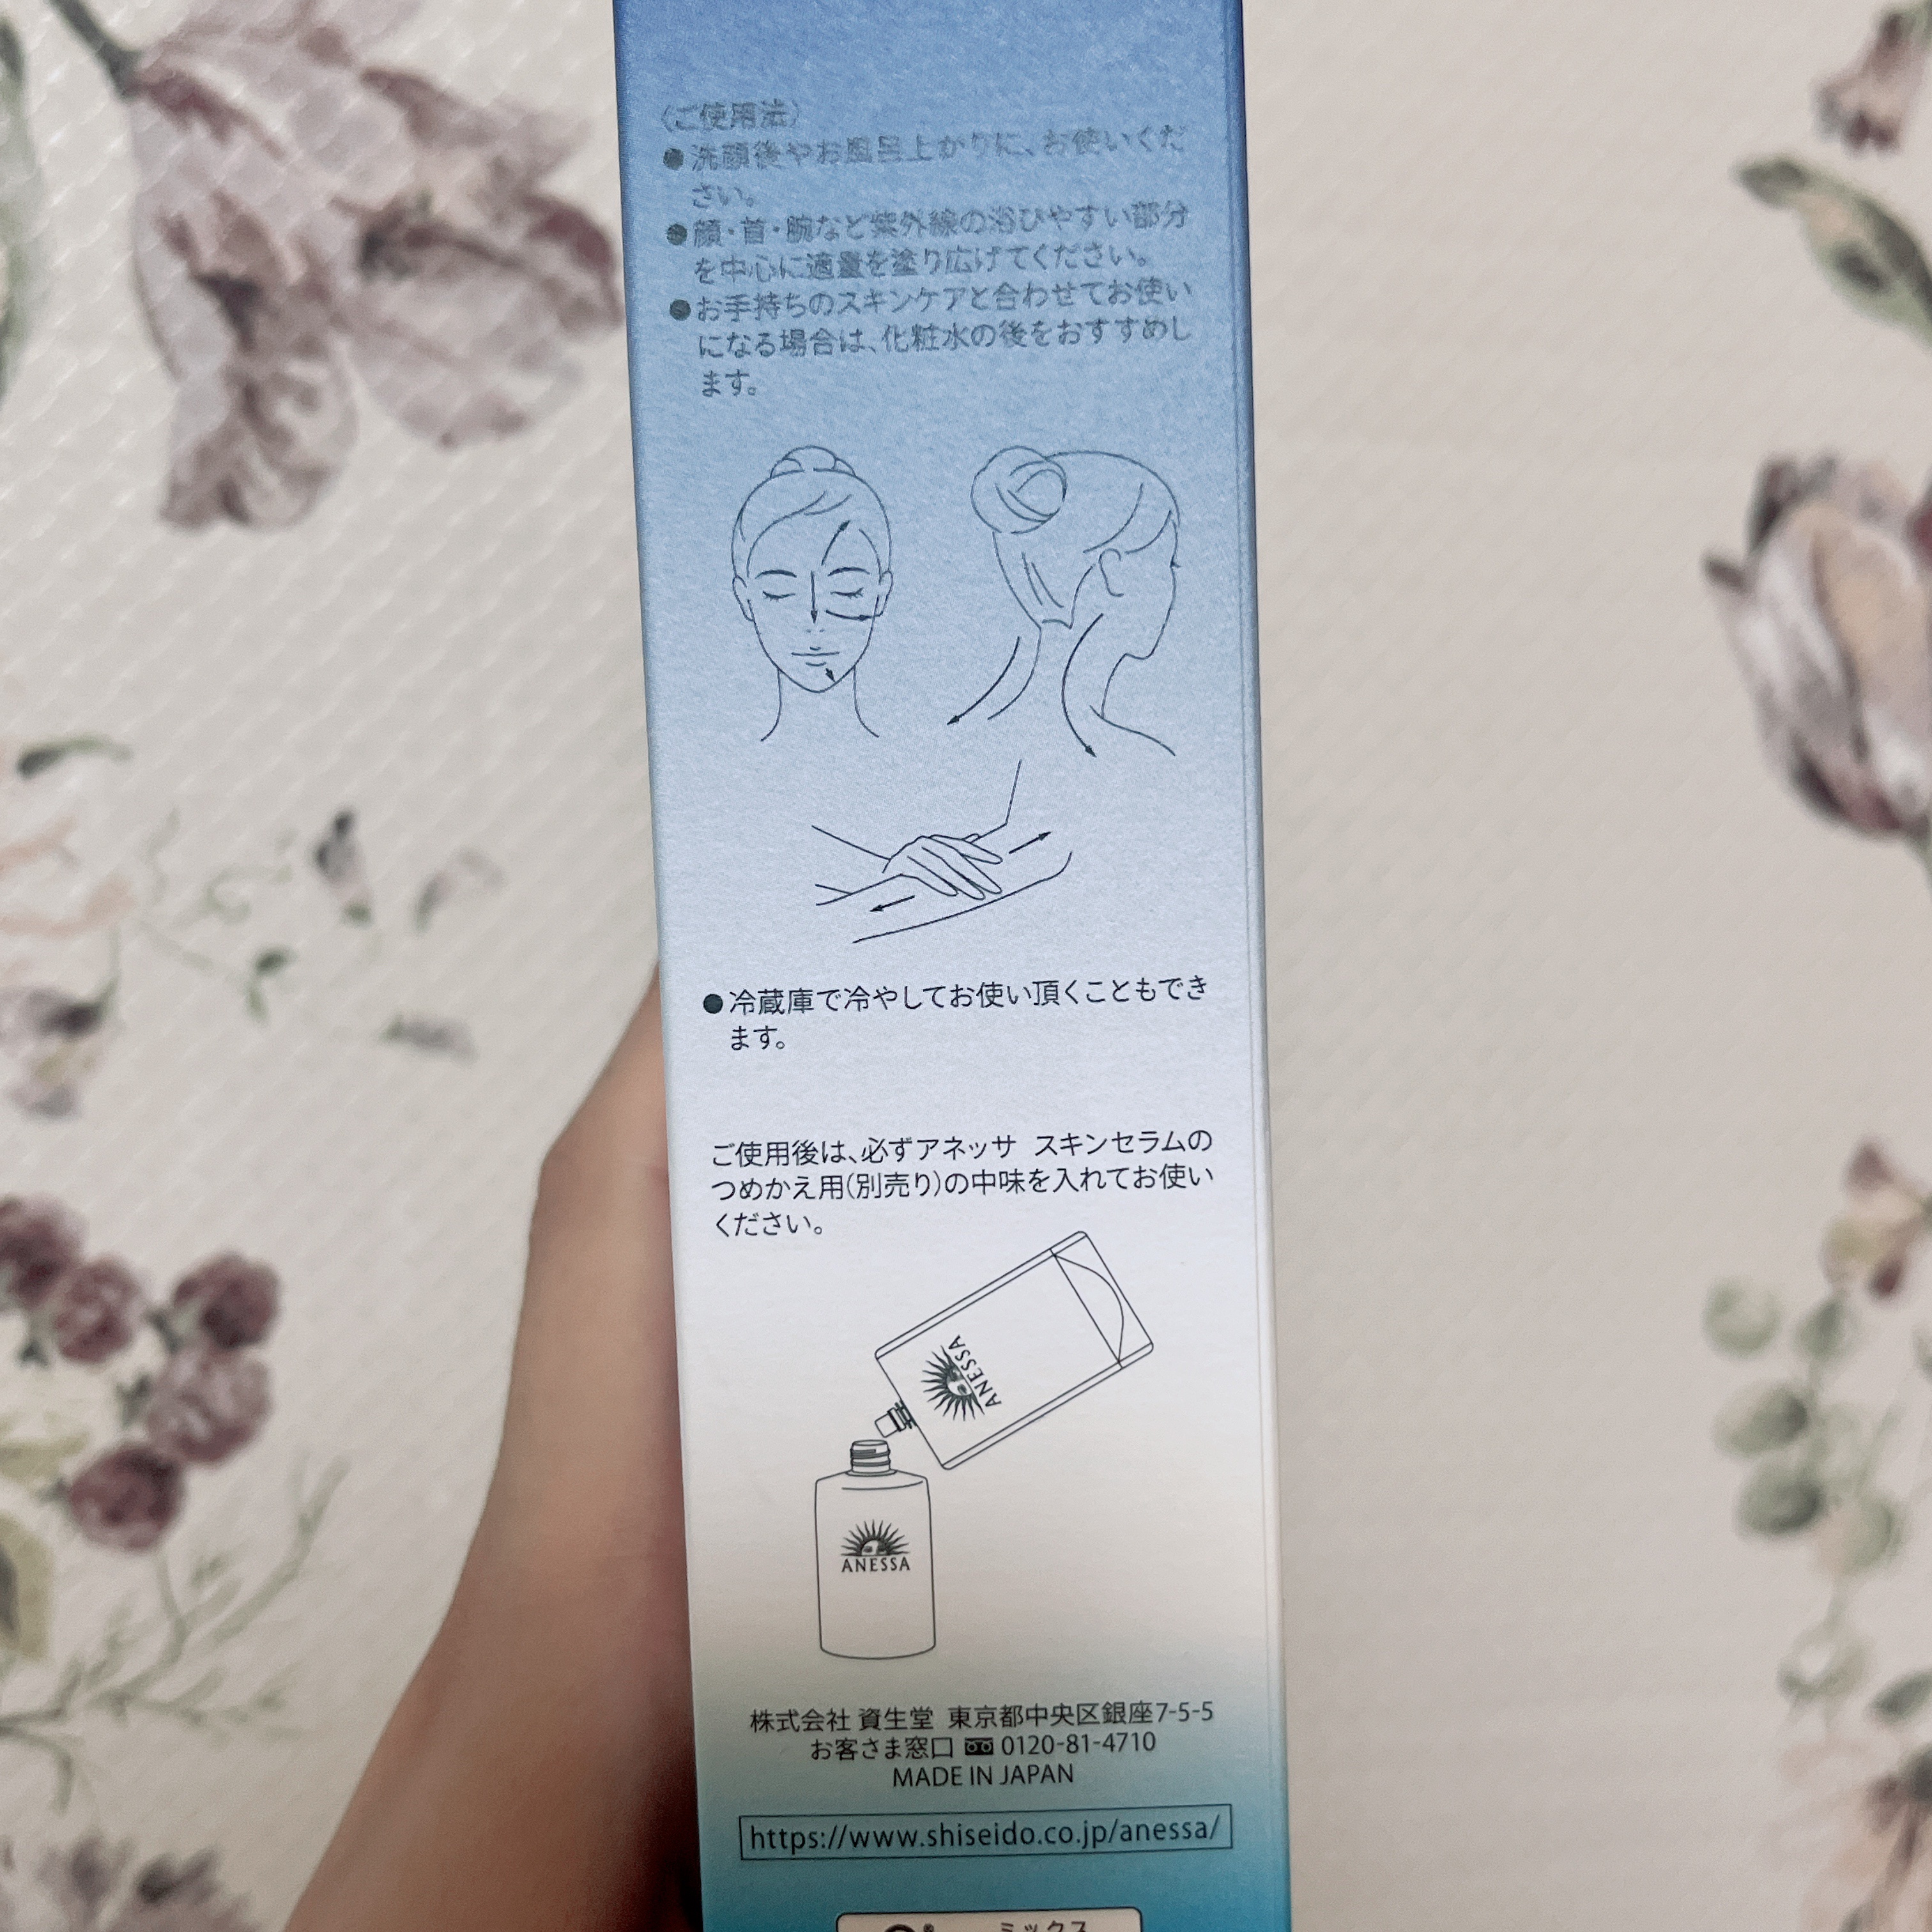 〈ご使用法〉
●洗顔後やお風呂上がりに、お使いくだ
さい。
●顔・首・腕など紫外線の浴びやすい部分
を中心に適量を塗り広げてください。
●お手持ちのスキンケアと合わせてお使い
になる場合は、化粧水の後をおすすめし
ます。
●冷蔵庫で冷やしてお使い頂くこともでき
ます。
ご使用後は、必ずアネッサ スキンセラムの
つめかえ用(別売り)の中味を入れてお使い
ください。
ANESSA
ANESSA
株式会社 資生堂 東京都中央区銀座7-5-5
お客さま窓口 0120-81-4710
MADE IN JAPAN
https://www.shiseido.co.jp/anessa/
ミックス